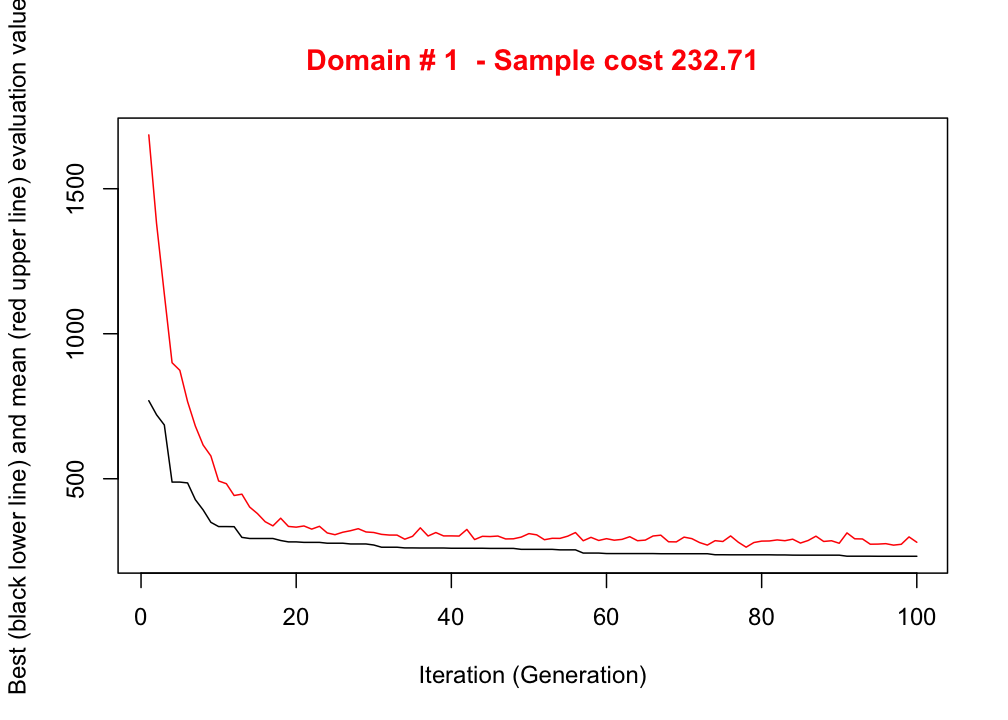 Domain # 1  - Sample cost 232.71
Best (black lower line) and mean (red upper line) evaluation value
1500
1000
500
0 20 40 60 80 100
Iteration (Generation)